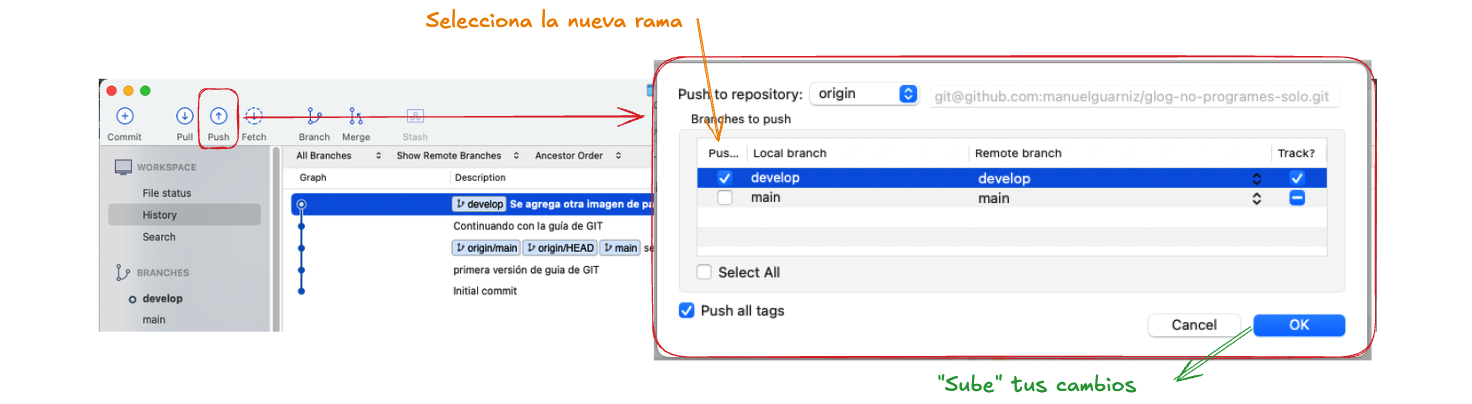 Selecciona la nueva rama
Commit Pull Push Fetch Branch Merge Stash
WORKSPACE
File status
History
Search
BRANCHES
develop
main
All Branches Show Remote Branches Ancestor Order
Graph Description
develop Se agrega otra imagen de pa
Continuando con la guía de GIT
origin/main origin/HEAD main se
primera versión de guia de GIT
Initial commit
Push to repository: origin git@github.com:manuelguarniz/glog-no-programes-solo.git
Branches to push
Pus... Local branch Remote branch Track?
develop develop
main main
Select All
Push all tags
Cancel OK
"Sube" tus cambios